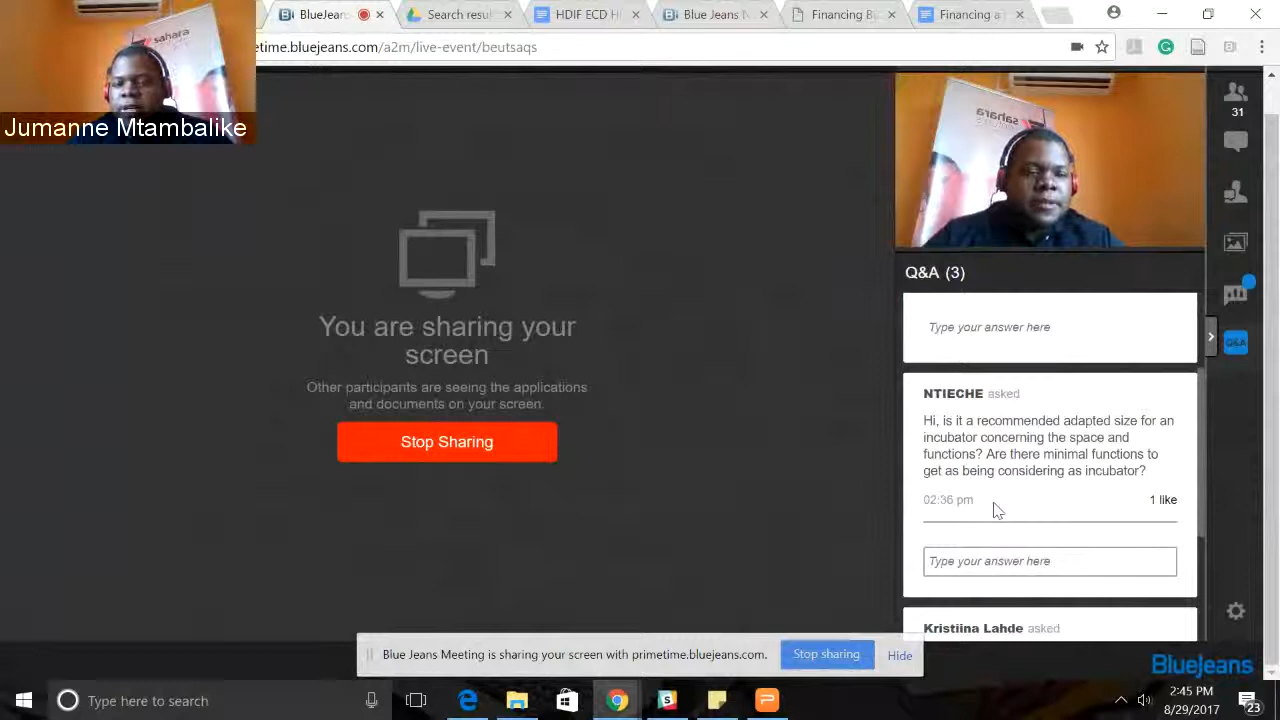 BlueJeans
Search resul
HDIF ECD H
Blue Jeans N
Financing B
Financing a
etime.bluejeans.com/a2m/live-event/beutsaqs
sahara
Jumanne Mtambalike
sahara
31
You are sharing your
screen
Other participants are seeing the applications
and documents on your screen.
Stop Sharing
Q&A (3)
Type your answer here
Q&A
NTIECHE asked
Hi, is it a recommended adapted size for an
incubator concerning the space and
functions? Are there minimal functions to
get as being considering as incubator?
02:36 pm
1 like
Type your answer here
Kristiina Lahde asked
Blue Jeans Meeting is sharing your screen with primetime.bluejeans.com.
Stop sharing
Hide
BlueJeans
Type here to search
2:45 PM
8/29/2017
23